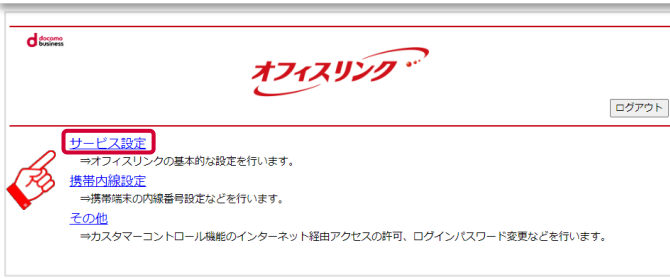 docomo
business
オフィスリンク
ログアウト
サービス設定
⇒オフィスリンクの基本的な設定を行います。
携帯内線設定
⇒携帯端末の内線番号設定などを行います。
その他
⇒カスタマーコントロール機能のインターネット経由アクセスの許可、ログインパスワード変更などを行います。